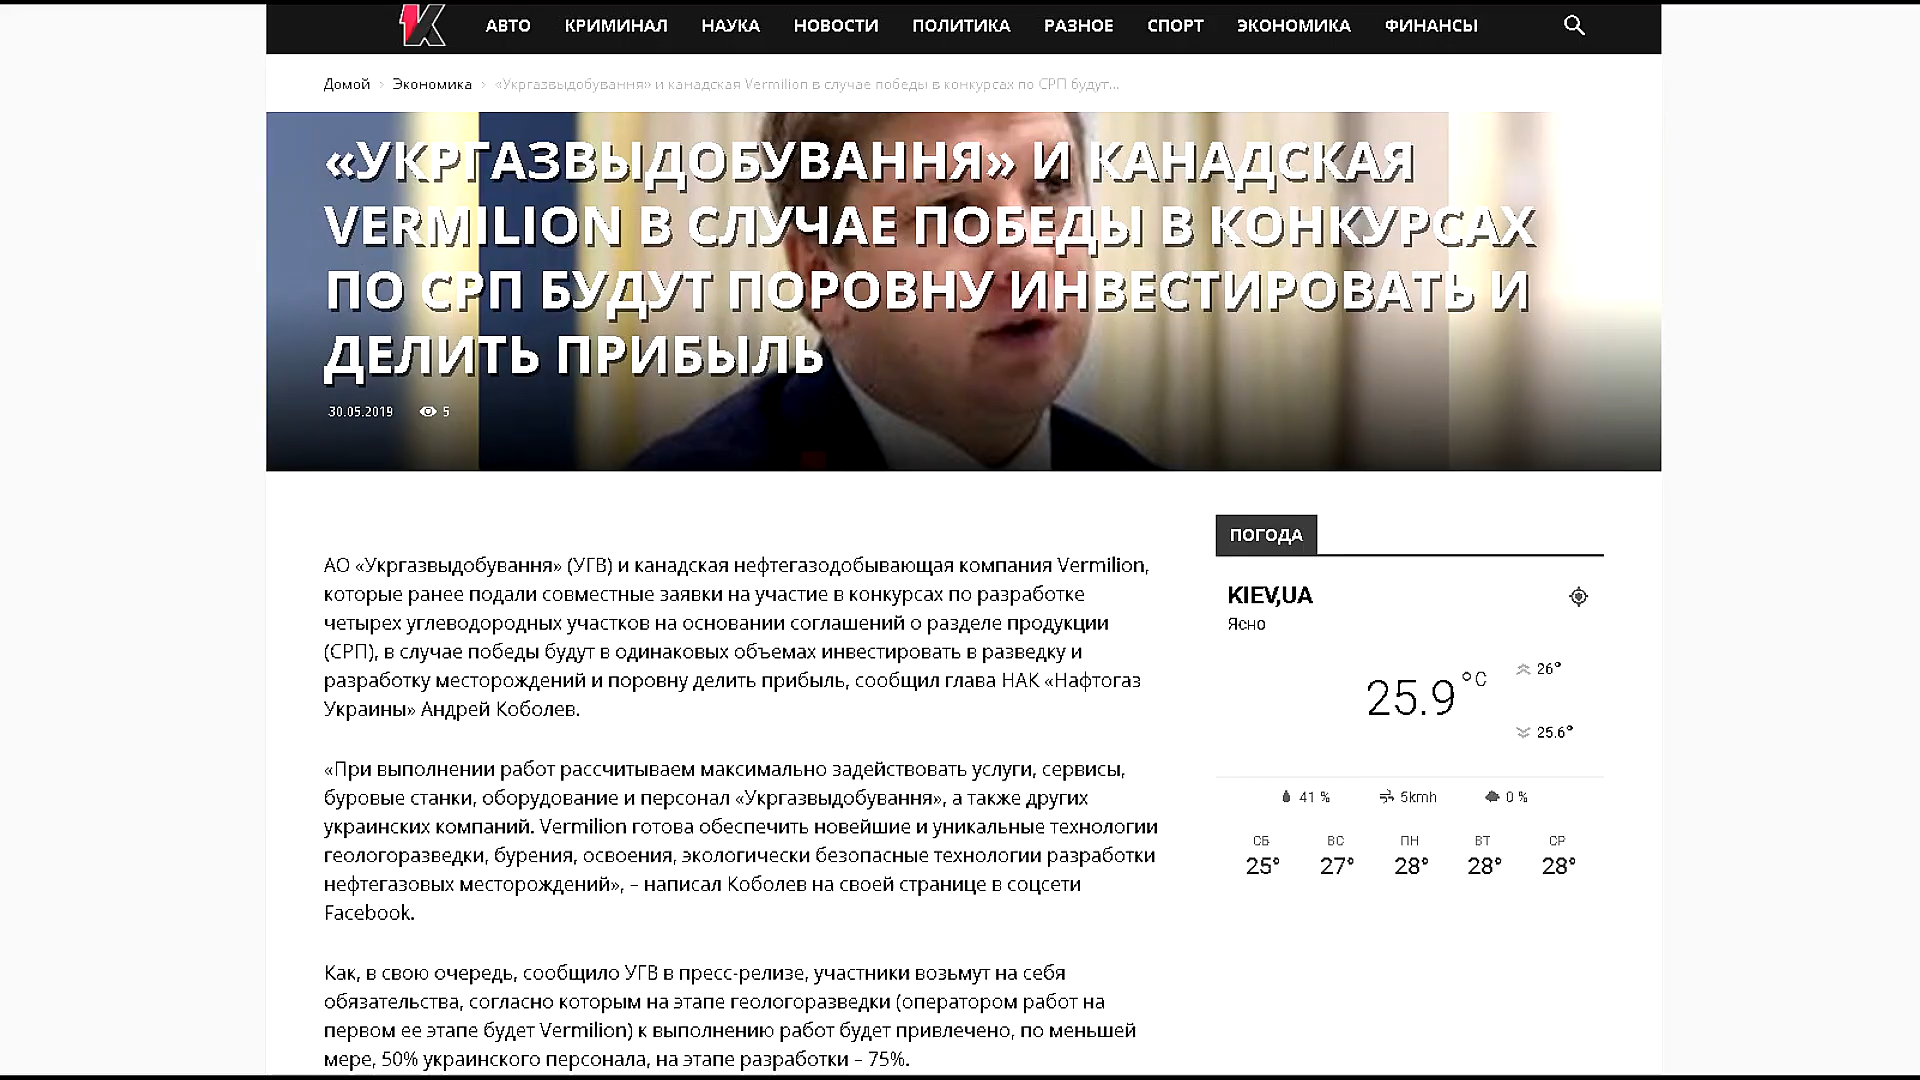 АВТО КРИМИНАЛ НАУКА НОВОСТИ ПОЛИТИКА РАЗНОЕ СПОРТ ЭКОНОМИКА ФИНАНСЫ
Домой > Экономика > «Укргазвыдобування» и канадская Vermilion в случае победы в конкурсах по СРП будут...
«УКРГАЗВЫДОБУВАННЯ» И КАНАДСКАЯ
VERMILION В СЛУЧАЕ ПОБЕДЫ В КОНКУРСАХ
ПО СРП БУДУТ ПОРОВНУ ИНВЕСТИРОВАТЬ И
ДЕЛИТЬ ПРИБЫЛЬ
30.05.2019 5
АО «Укргазвыдобування» (УГВ) и канадская нефтегазодобывающая компания Vermilion,
которые ранее подали совместные заявки на участие в конкурсах по разработке
четырех углеводородных участков на основании соглашений о разделе продукции
(СРП), в случае победы будут в одинаковых объемах инвестировать в разведку и
разработку месторождений и поровну делить прибыль, сообщил глава НАК «Нафтогаз
Украины» Андрей Коболев.
«При выполнении работ рассчитываем максимально задействовать услуги, сервисы,
буровые станки, оборудование и персонал «Укргазвыдобування», а также других
украинских компаний. Vermilion готова обеспечить новейшие и уникальные технологии
геологоразведки, бурения, освоения, экологически безопасные технологии разработки
нефтегазовых месторождений», – написал Коболев на своей странице в соцсети
Facebook.
Как, в свою очередь, сообщило УГВ в пресс-релизе, участники возьмут на себя
обязательства, согласно которым на этапе геологоразведки (оператором работ на
первом ее этапе будет Vermilion) к выполнению работ будет привлечено, по меньшей
мере, 50% украинского персонала, на этапе разработки – 75%.
ПОГОДА
KIEV,UA
Ясно
25.9 °C
26°
25.6°
41 % 5kmh 0 %
СБ ВС ПН ВТ СР
25° 27° 28° 28° 28°